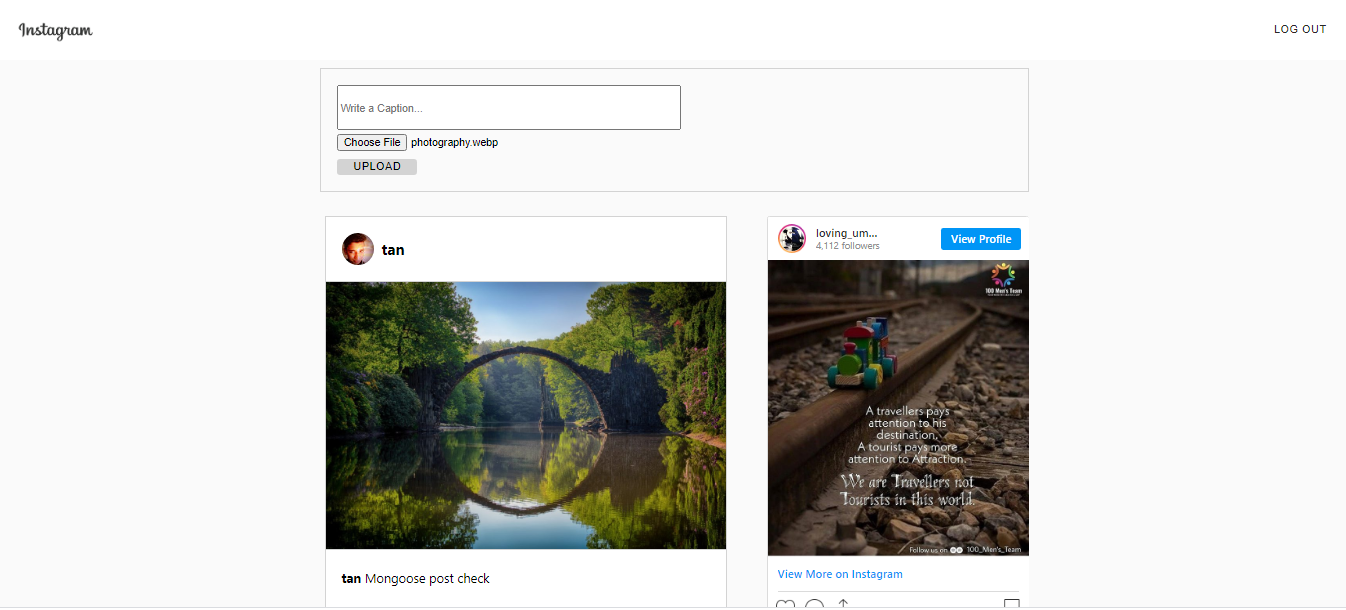 Instagram
LOG OUT
Write a Caption...
Choose File photography.webp
UPLOAD
tan
tan Mongoose post check
loving_um...
4,112 followers
View Profile
100 Men's Team
A travellers pays
attention to his
destination,
A tourist pays more
attention to Attraction.
We are Travellers not
Tourists in this world.
Follow us on
100_Men's_Team
View More on Instagram